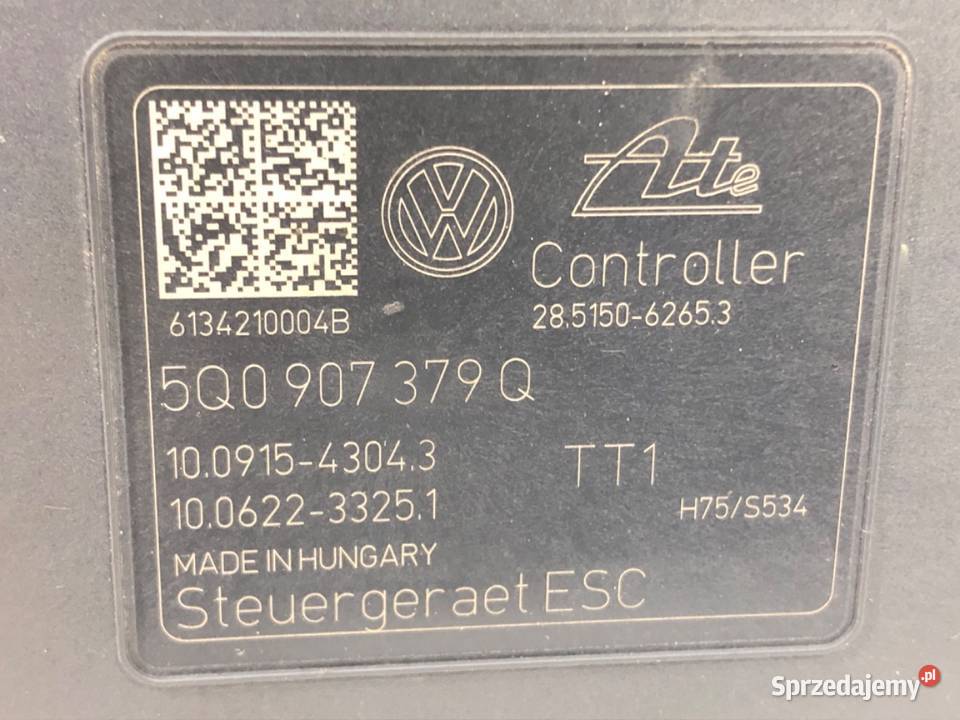 Ate
Controller
28.5150-6265.3
6134210004B
5Q0 907 379 Q
10.0915-4304.3
TT1
10.0622-3325.1
H75/S534
MADE IN HUNGARY
Steuergeraet ESC
Sprzedajemy.pl